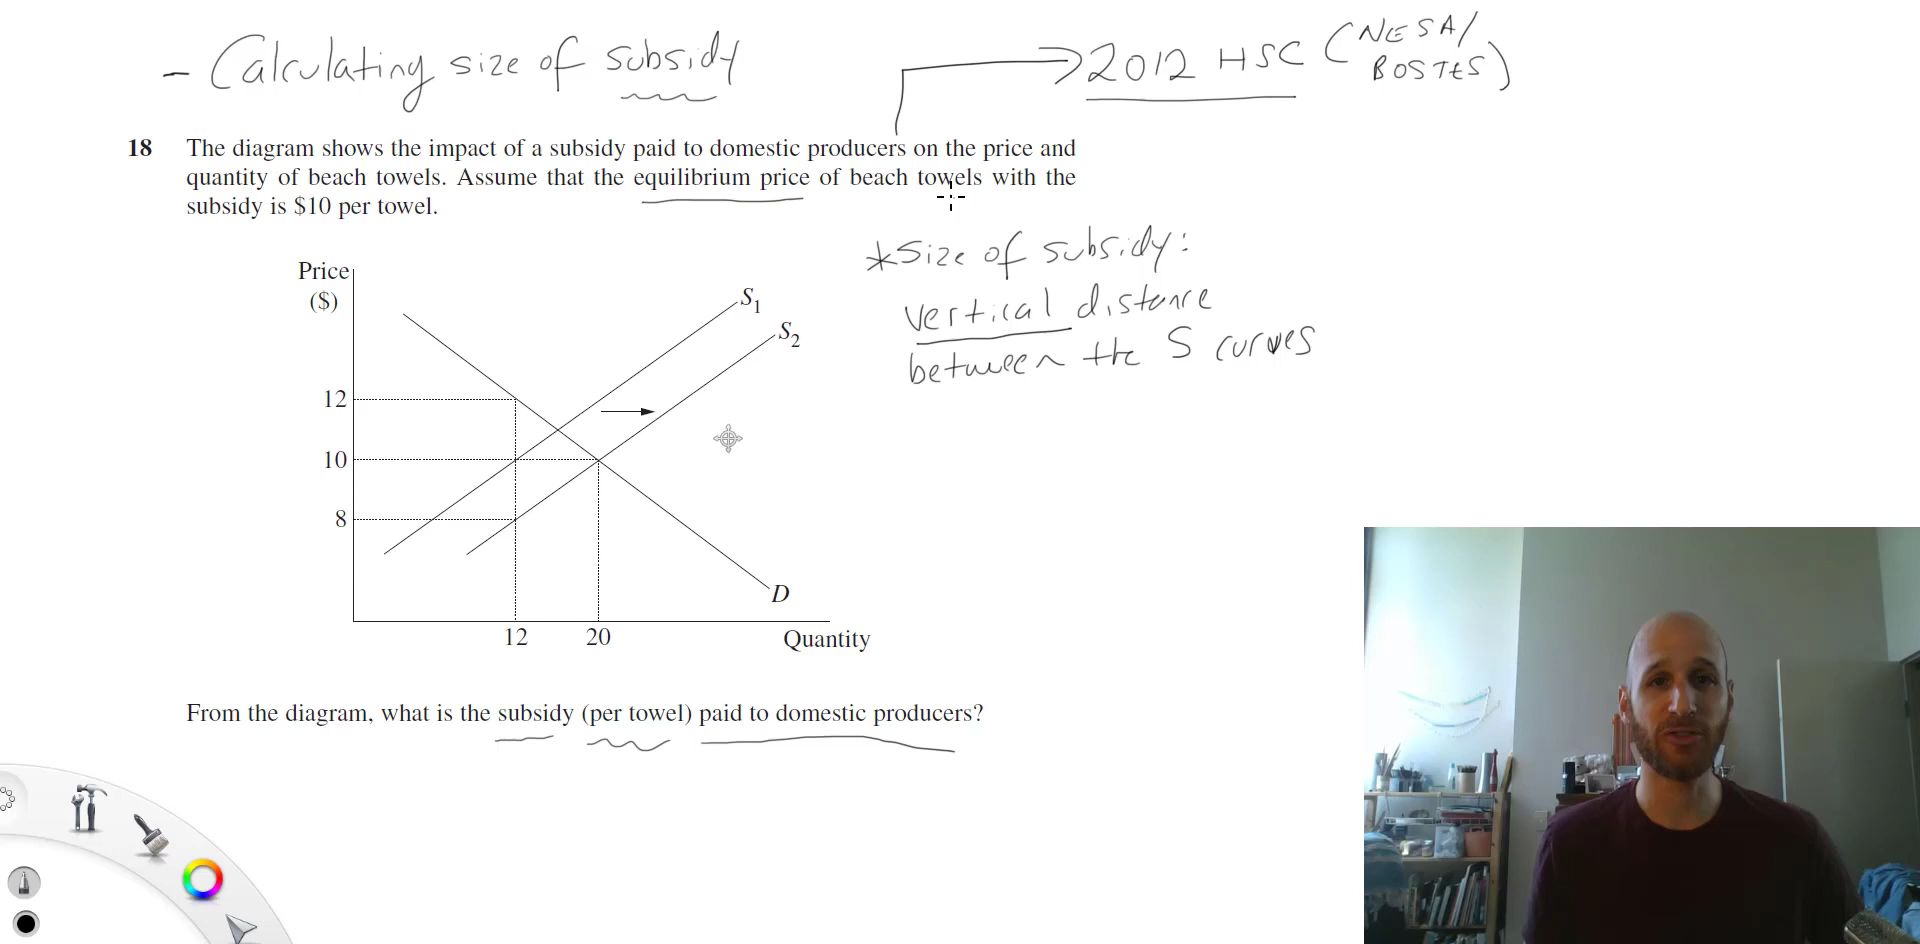 - Calculating size of subsidy
2012 HSC (NESA/
BOSTES)
18 The diagram shows the impact of a subsidy paid to domestic producers on the price and
quantity of beach towels. Assume that the equilibrium price of beach towels with the
subsidy is $10 per towel.
*Size of subsidy:
vertical distance
between the S curves
Price
($)
S1
S2
12
10
8
D
12 20
Quantity
From the diagram, what is the subsidy (per towel) paid to domestic producers?